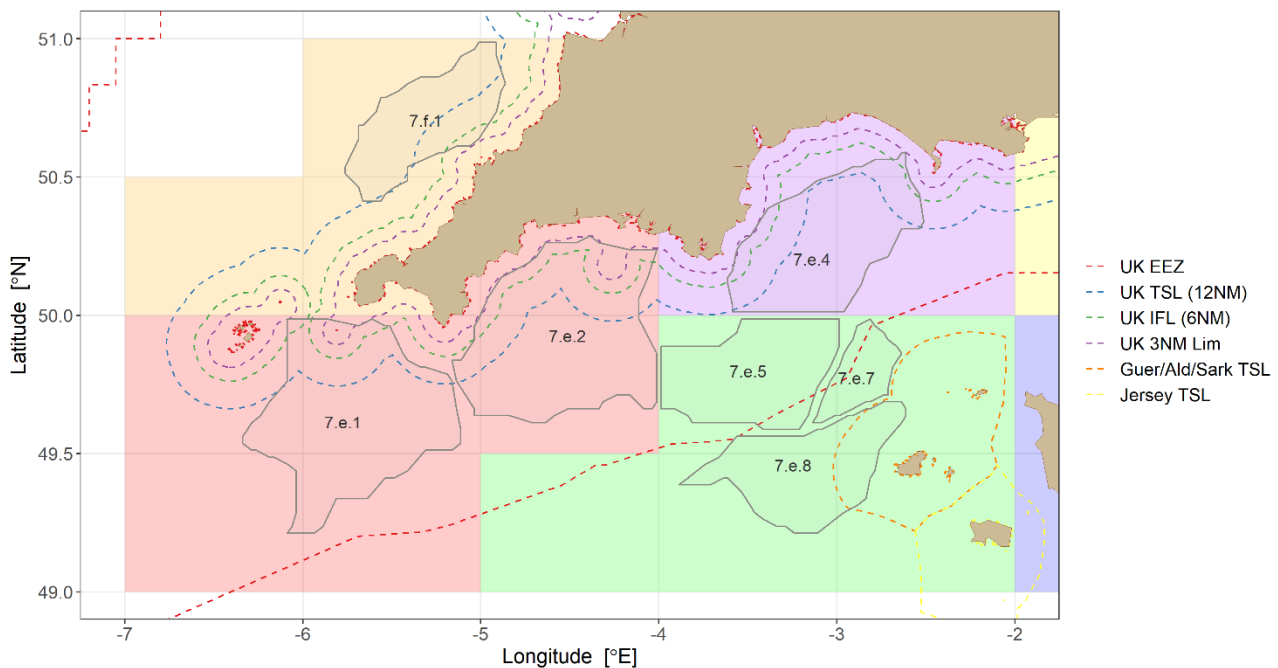 51.0
50.5
50.0
49.5
49.0
Latitude [°N]
7.f.1
7.e.4
7.e.2
7.e.5
7.e.7
7.e.1
7.e.8
-7
-6
-5
-4
-3
-2
Longitude [°E]
UK EEZ
UK TSL (12NM)
UK IFL (6NM)
UK 3NM Lim
Guer/Ald/Sark TSL
Jersey TSL